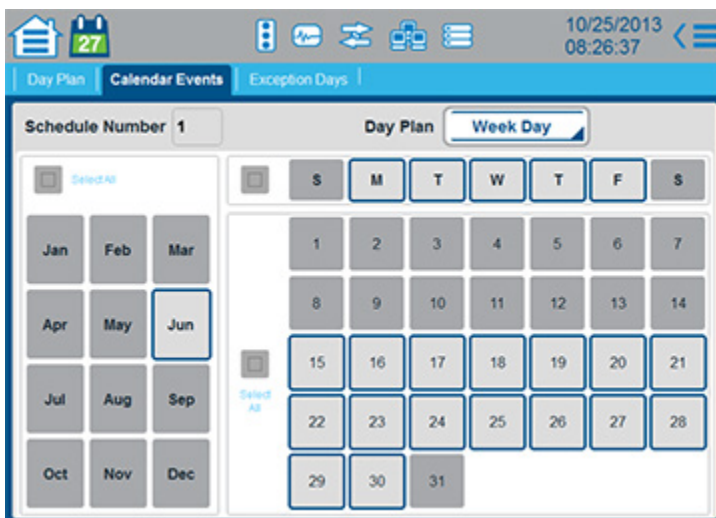 27
10/25/2013
08:26:37
Day Plan Calendar Events Exception Days
Schedule Number 1 Day Plan Week Day
Select All
S M T W T F S
Jan Feb Mar
Apr May Jun
Jul Aug Sep
Oct Nov Dec
1 2 3 4 5 6 7
8 9 10 11 12 13 14
Select
All
15 16 17 18 19 20 21
22 23 24 25 26 27 28
29 30 31